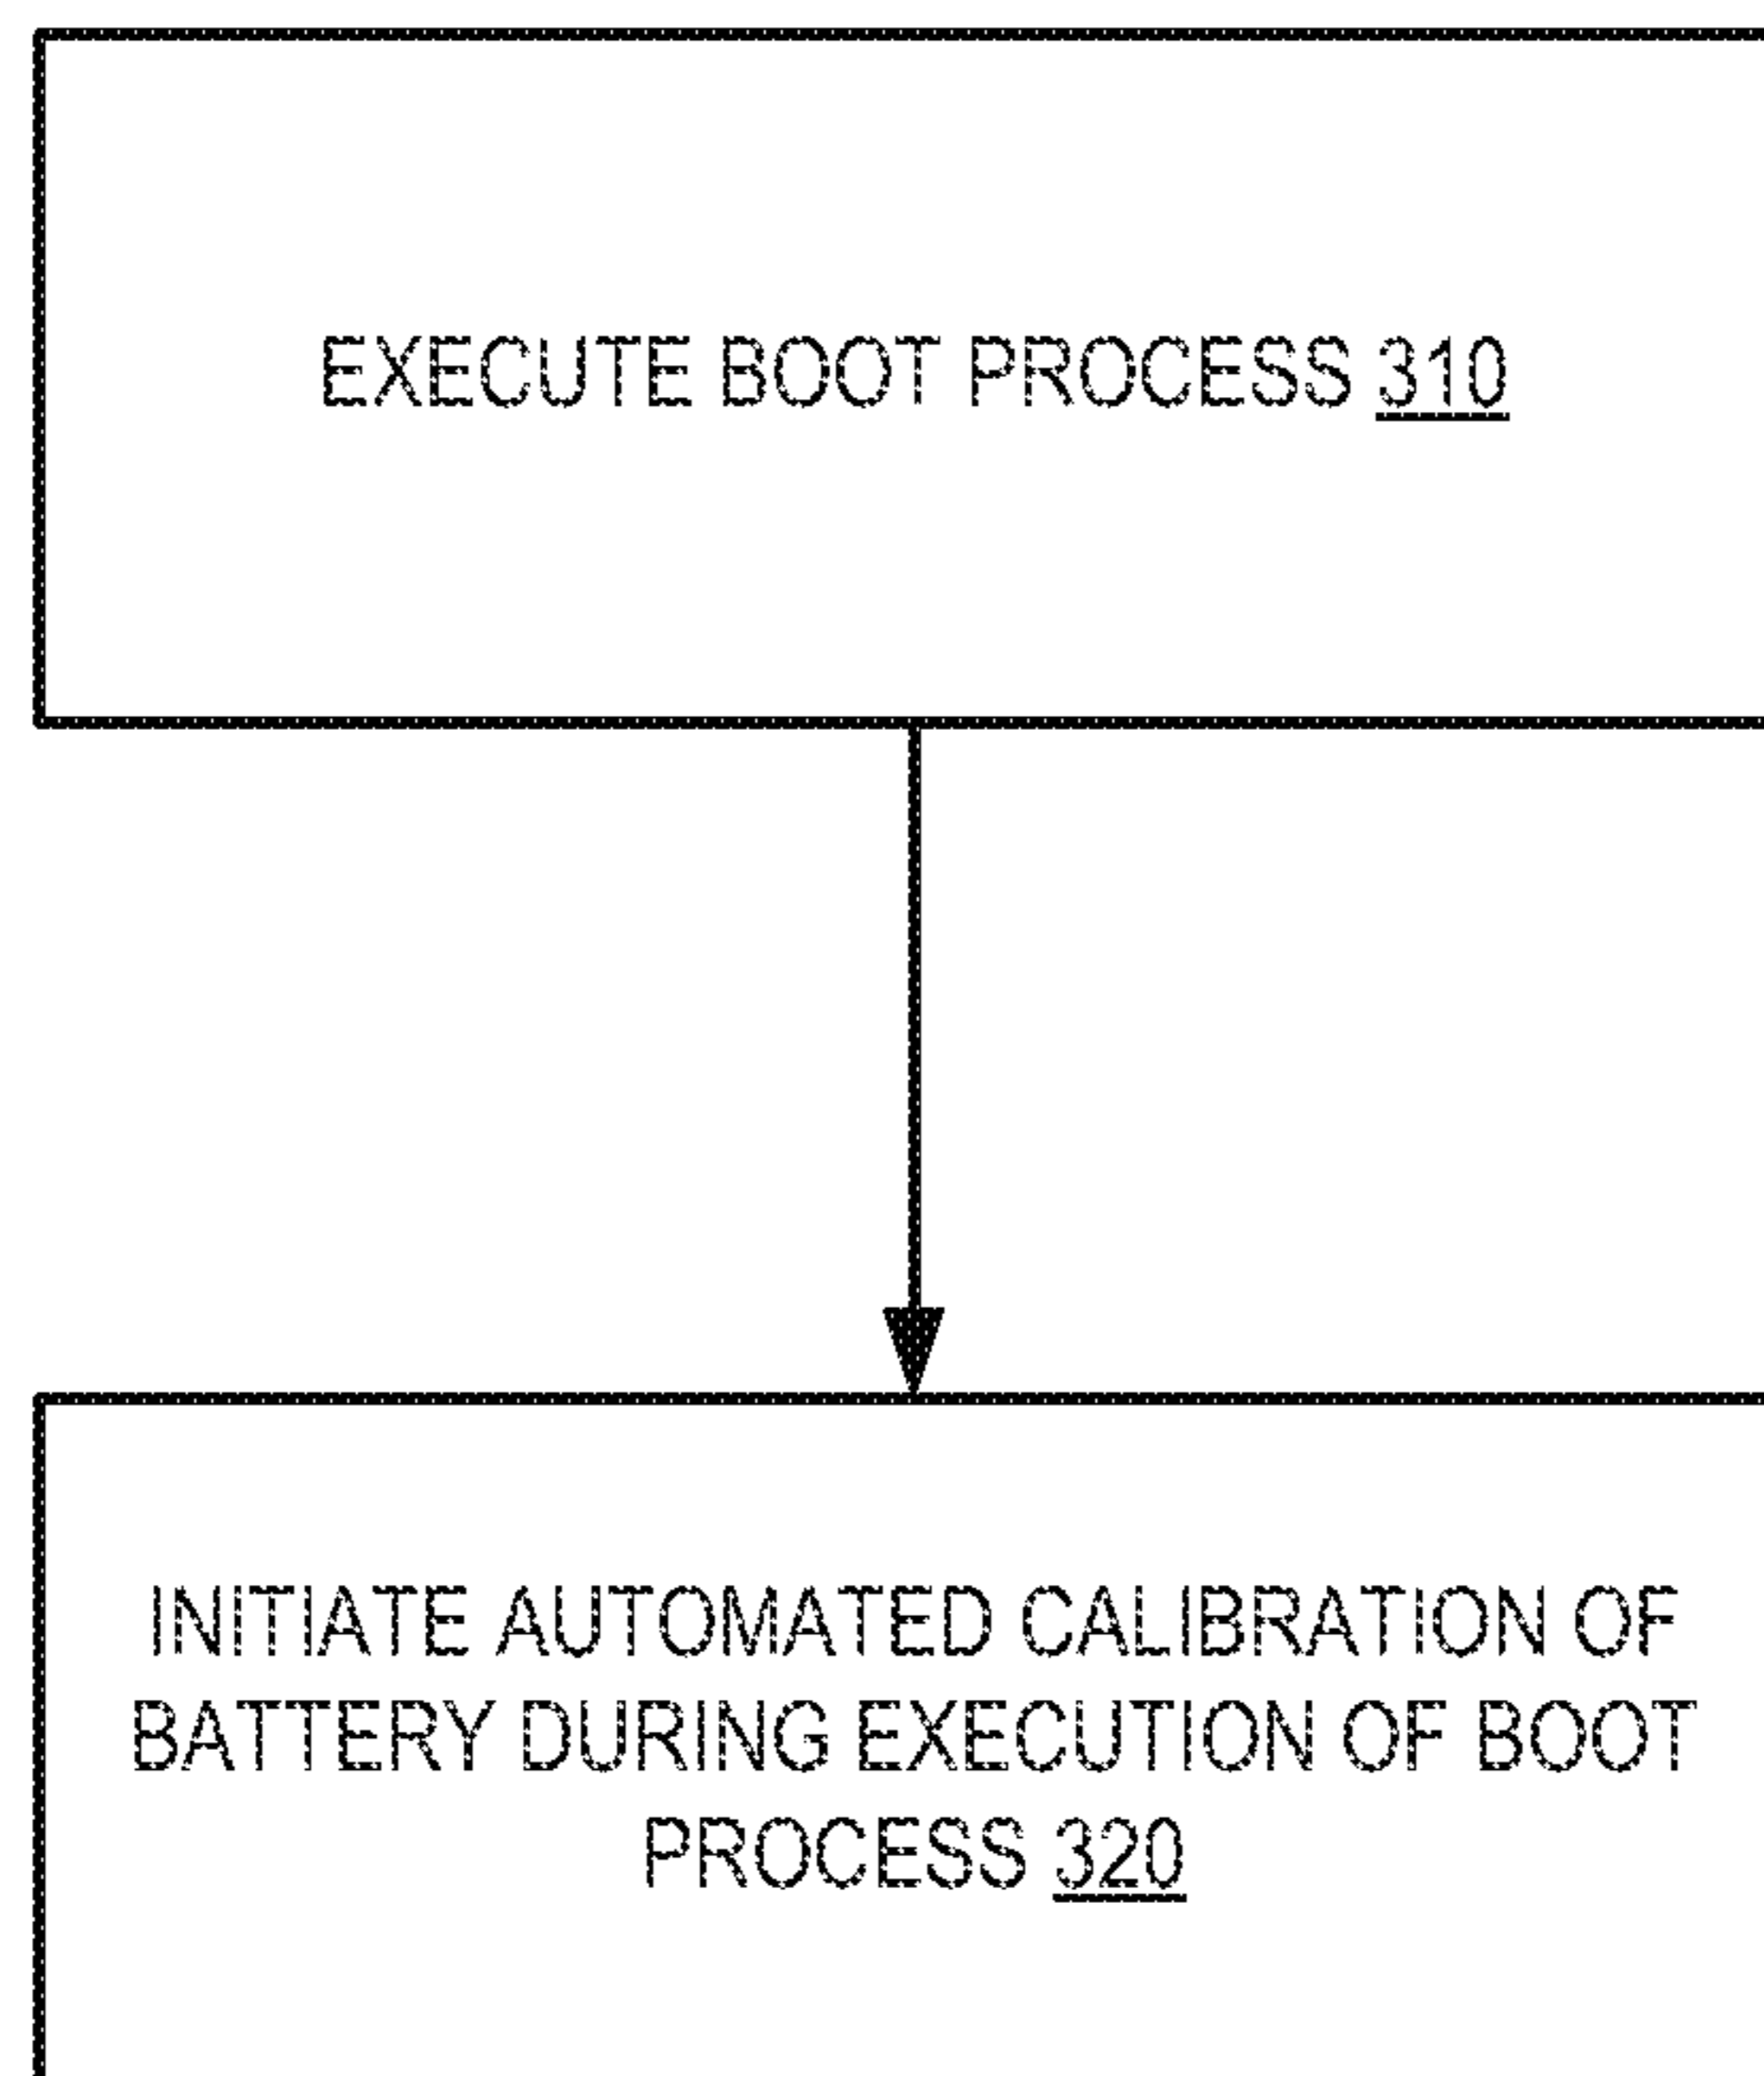 EXECUTE BOOT PROCESS 310
INITIATE AUTOMATED CALIBRATION OF
BATTERY DURING EXECUTION OF BOOT
PROCESS 320